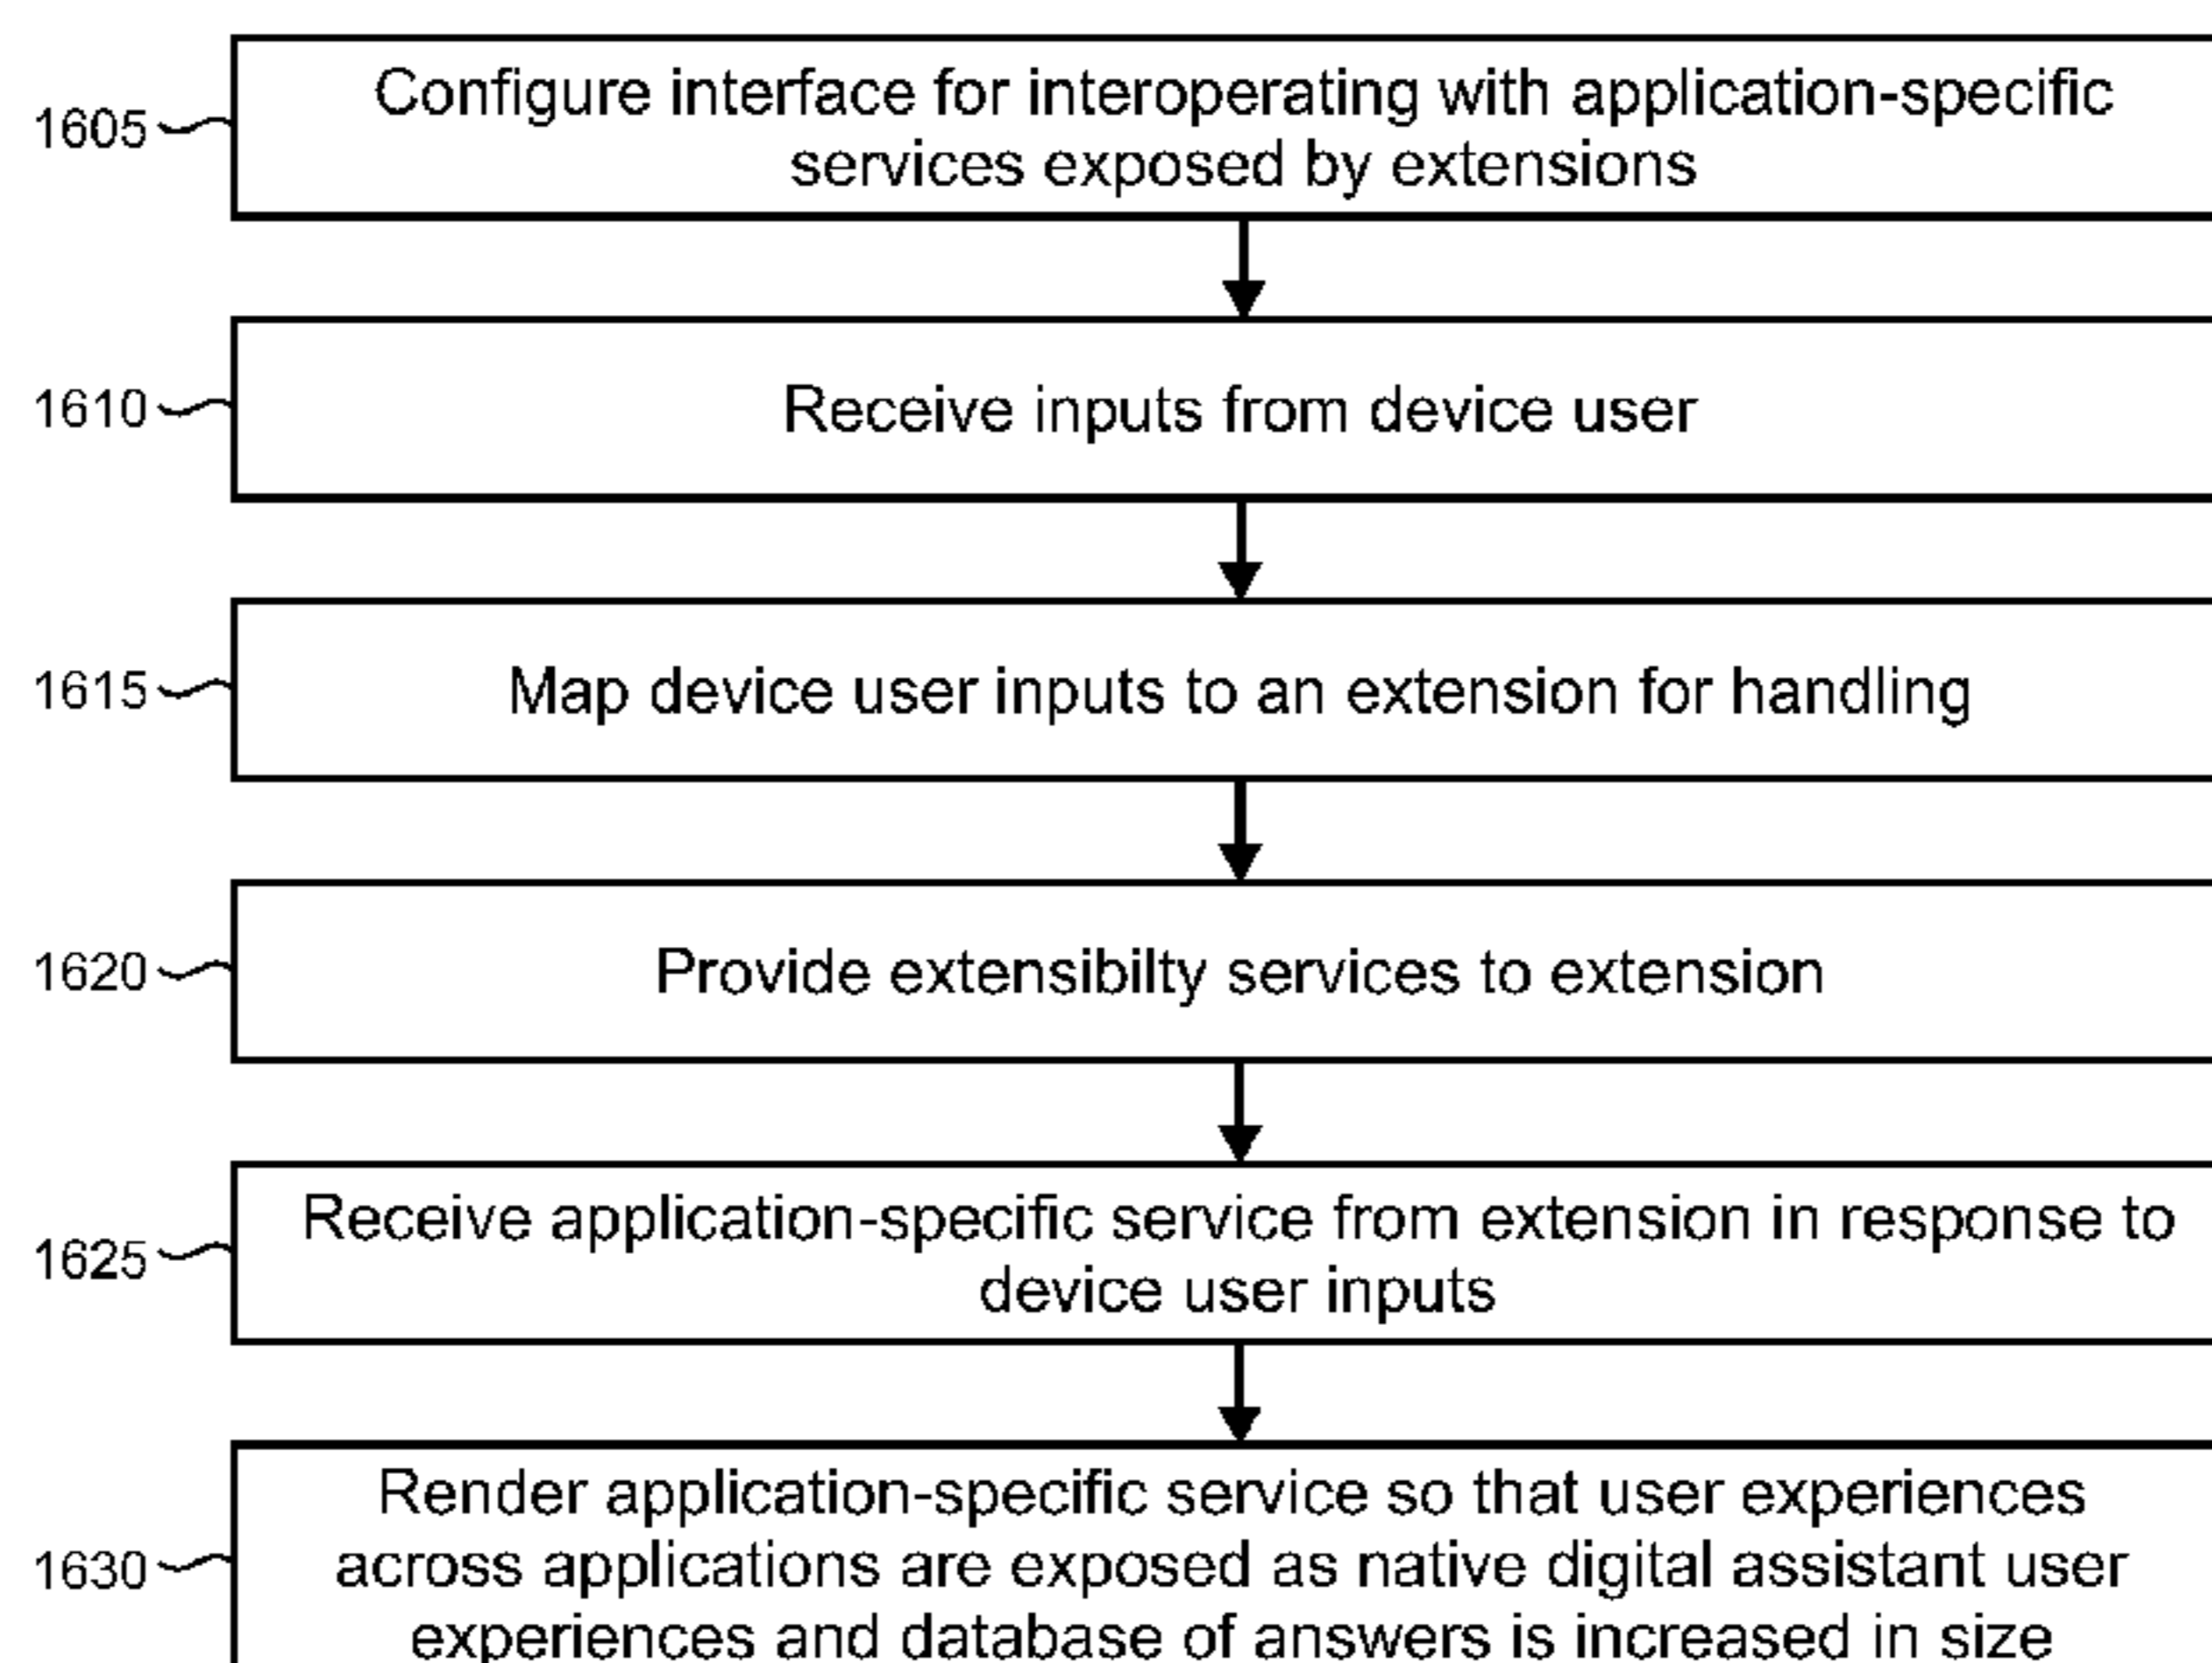 Configure interface for interoperating with application-specific
services exposed by extensions
1605
Receive inputs from device user
1610
Map device user inputs to an extension for handling
1615
Provide extensibilty services to extension
1620
Receive application-specific service from extension in response to
device user inputs
1625
Render application-specific service so that user experiences
across applications are exposed as native digital assistant user
experiences and database of answers is increased in size
1630